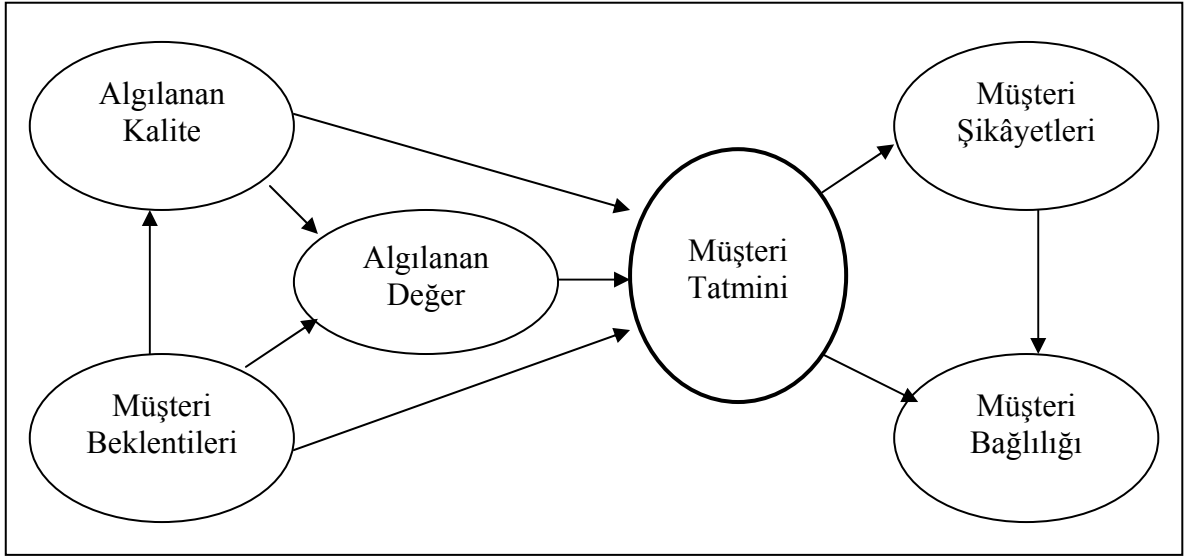 Algılanan
Kalite
Müşteri
Şikâyetleri
Algılanan
Değer
Müşteri
Tatmini
Müşteri
Beklentileri
Müşteri
Bağlılığı